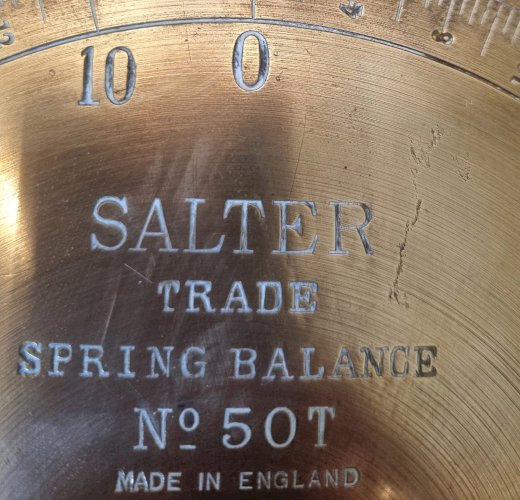 10 0
SALTER
TRADE
SPRING BALANCE
Nº 50T
MADE IN ENGLAND